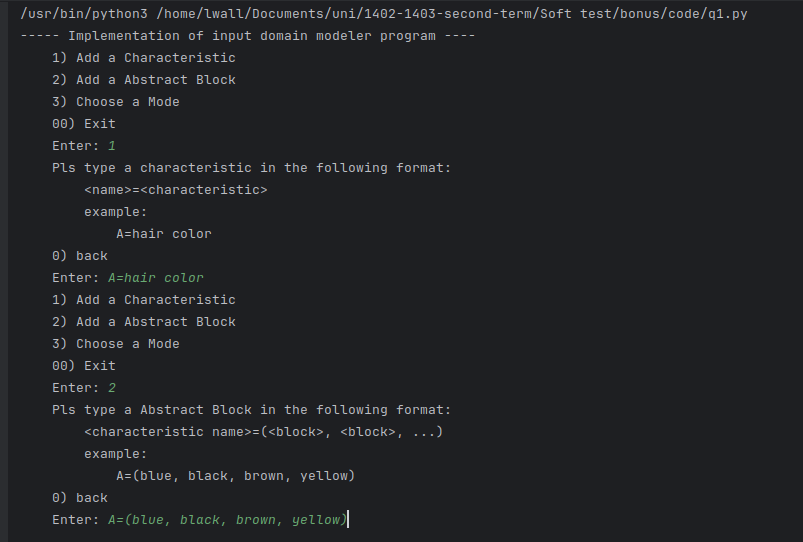 /usr/bin/python3 /home/lwall/Documents/uni/1402-1403-second-term/Soft test/bonus/code/q1.py
----- Implementation of input domain modeler program ----
    1) Add a Characteristic
    2) Add a Abstract Block
    3) Choose a Mode
    00) Exit
    Enter: 1
    Pls type a characteristic in the following format:
        <name>=<characteristic>
        example:
            A=hair color
    0) back
    Enter: A=hair color
    1) Add a Characteristic
    2) Add a Abstract Block
    3) Choose a Mode
    00) Exit
    Enter: 2
    Pls type a Abstract Block in the following format:
        <characteristic name>=(<block>, <block>, ...)
        example:
            A=(blue, black, brown, yellow)
    0) back
    Enter: A=(blue, black, brown, yellow)